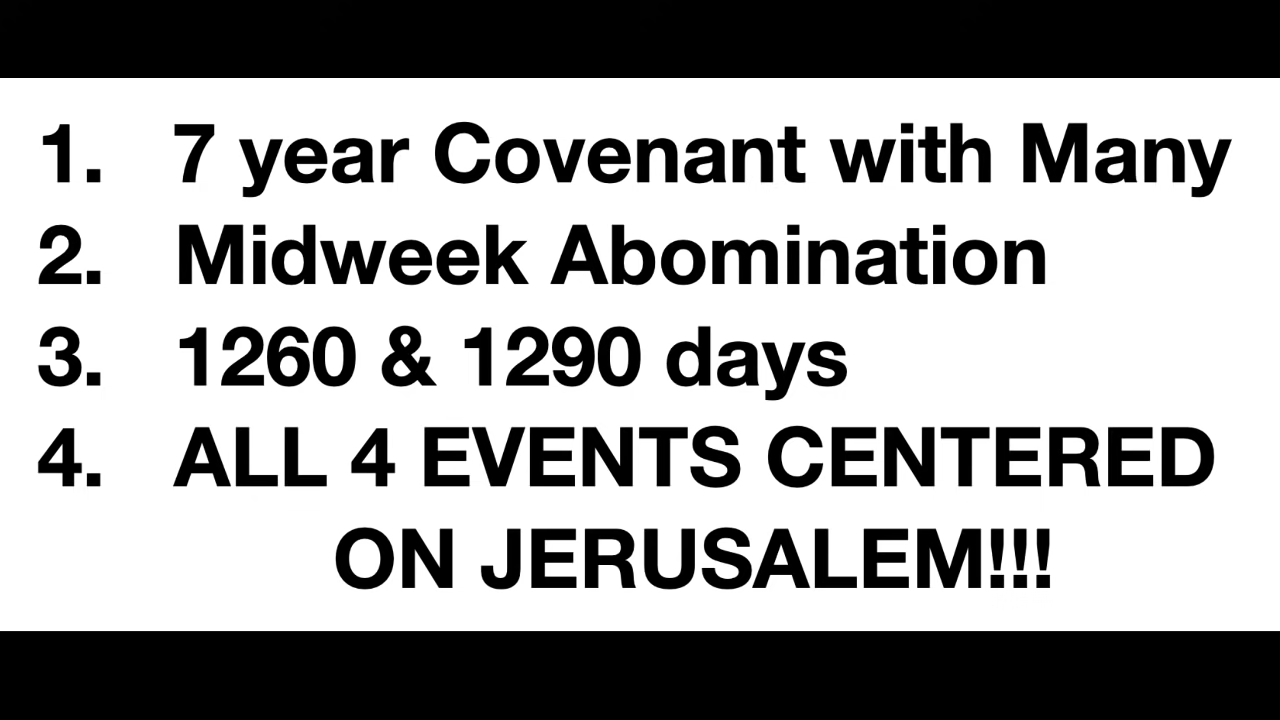 1. 7 year Covenant with Many
2. Midweek Abomination
3. 1260 & 1290 days
4. ALL 4 EVENTS CENTERED
ON JERUSALEM!!!